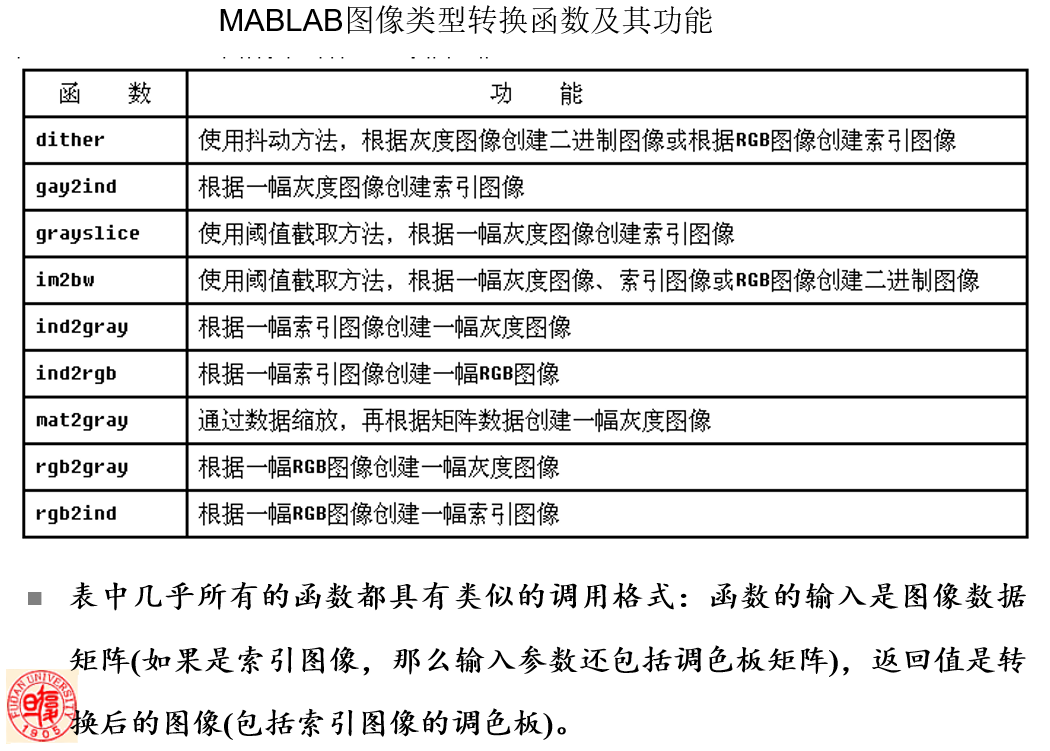 MABLAB图像类型转换函数及其功能
函 数 功 能
dither 使用抖动方法，根据灰度图像创建二进制图像或根据RGB图像创建索引图像
gay2ind 根据一幅灰度图像创建索引图像
grayslice 使用阈值截取方法，根据一幅灰度图像创建索引图像
im2bw 使用阈值截取方法，根据一幅灰度图像、索引图像或RGB图像创建二进制图像
ind2gray 根据一幅索引图像创建一幅灰度图像
ind2rgb 根据一幅索引图像创建一幅RGB图像
mat2gray 通过数据缩放，再根据矩阵数据创建一幅灰度图像
rgb2gray 根据一幅RGB图像创建一幅灰度图像
rgb2ind 根据一幅RGB图像创建一幅索引图像
表中几乎所有的函数都具有类似的调用格式：函数的输入是图像数据
矩阵(如果是索引图像，那么输入参数还包括调色板矩阵)，返回值是转
换后的图像(包括索引图像的调色板)。
FUDAN UNIVERSITY
1905